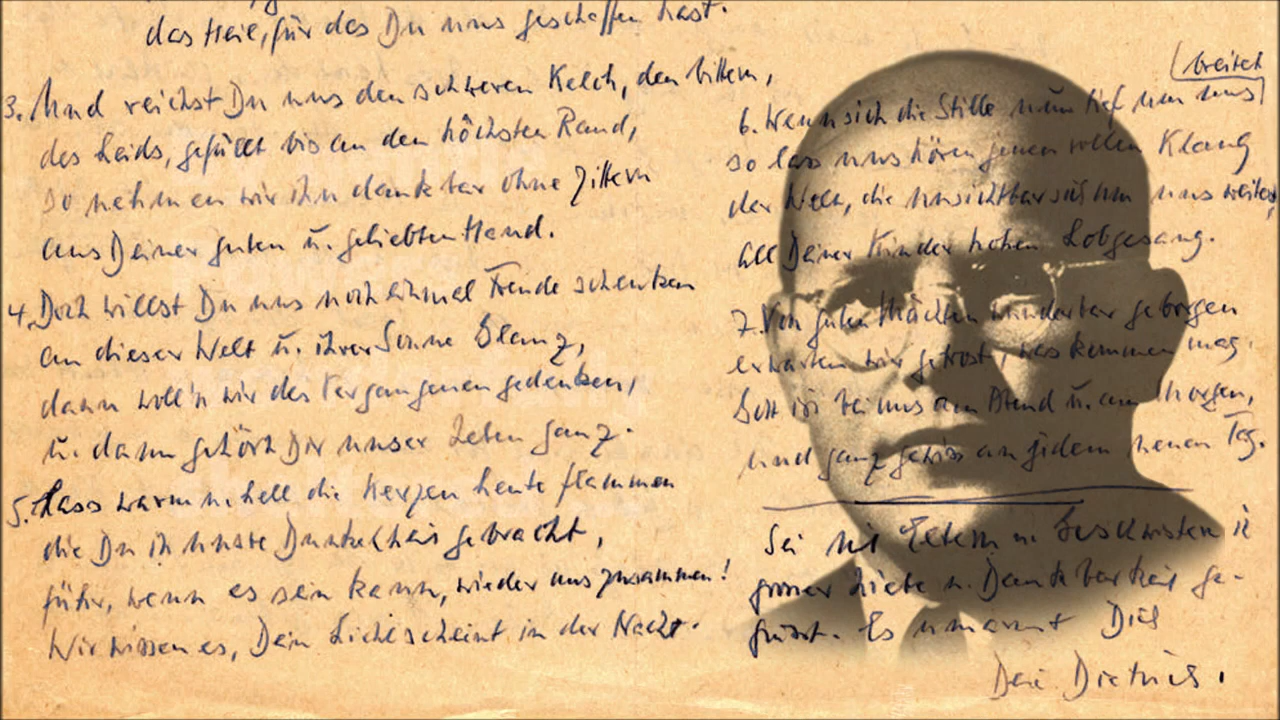 das Heil, für das Du uns geschaffen hast.
3. Und reichst Du uns den schweren Kelch, den bittern,
des Leids, gefüllt bis an den höchsten Rand,
so nehmen wir ihn dankbar ohne Zittern
aus Deiner guten u. geliebten Hand.
4. Doch willst Du uns noch einmal Freude schenken
an dieser Welt u. ihrer Sonne Glanz,
dann woll'n wir des Vergangenen gedenken,
u. dann gehört Dir unser Leben ganz.
5. Lass warm u. hell die Kerzen heute flammen
die Du in unsre Dunkelheit gebracht,
führ, wenn es sein kann, wieder uns zusammen!
Wir wissen es, Dein Licht scheint in der Nacht.
breitet
6. Wenn sich die Stille nun tief um uns
so lass uns hören jenen vollen Klang
der Welt, die unsichtbar sich um uns weitet,
all Deiner Kinder hohen Lobgesang.
7. Von guten Mächten wunderbar geborgen
erwarten wir getrost, was kommen mag.
Gott ist bei uns am Abend u. am Morgen,
und ganz gewiss an jedem neuen Tag.
Sei mit Eltern u. Geschwistern in
grosser Liebe u. Dankbarkeit ge-
grüsst. Es umarmt Dich
Dein Dietrich.